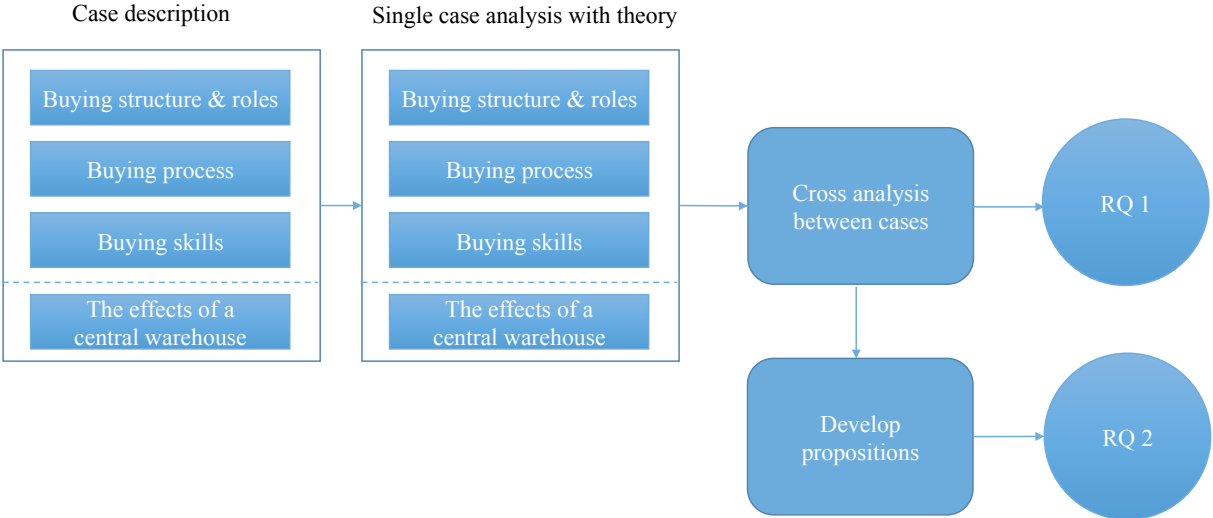 Case description
Single case analysis with theory
Buying structure & roles
Buying process
Buying skills
The effects of a
central warehouse
Buying structure & roles
Buying process
Buying skills
The effects of a
central warehouse
Cross analysis
between cases
RQ 1
Develop
propositions
RQ 2